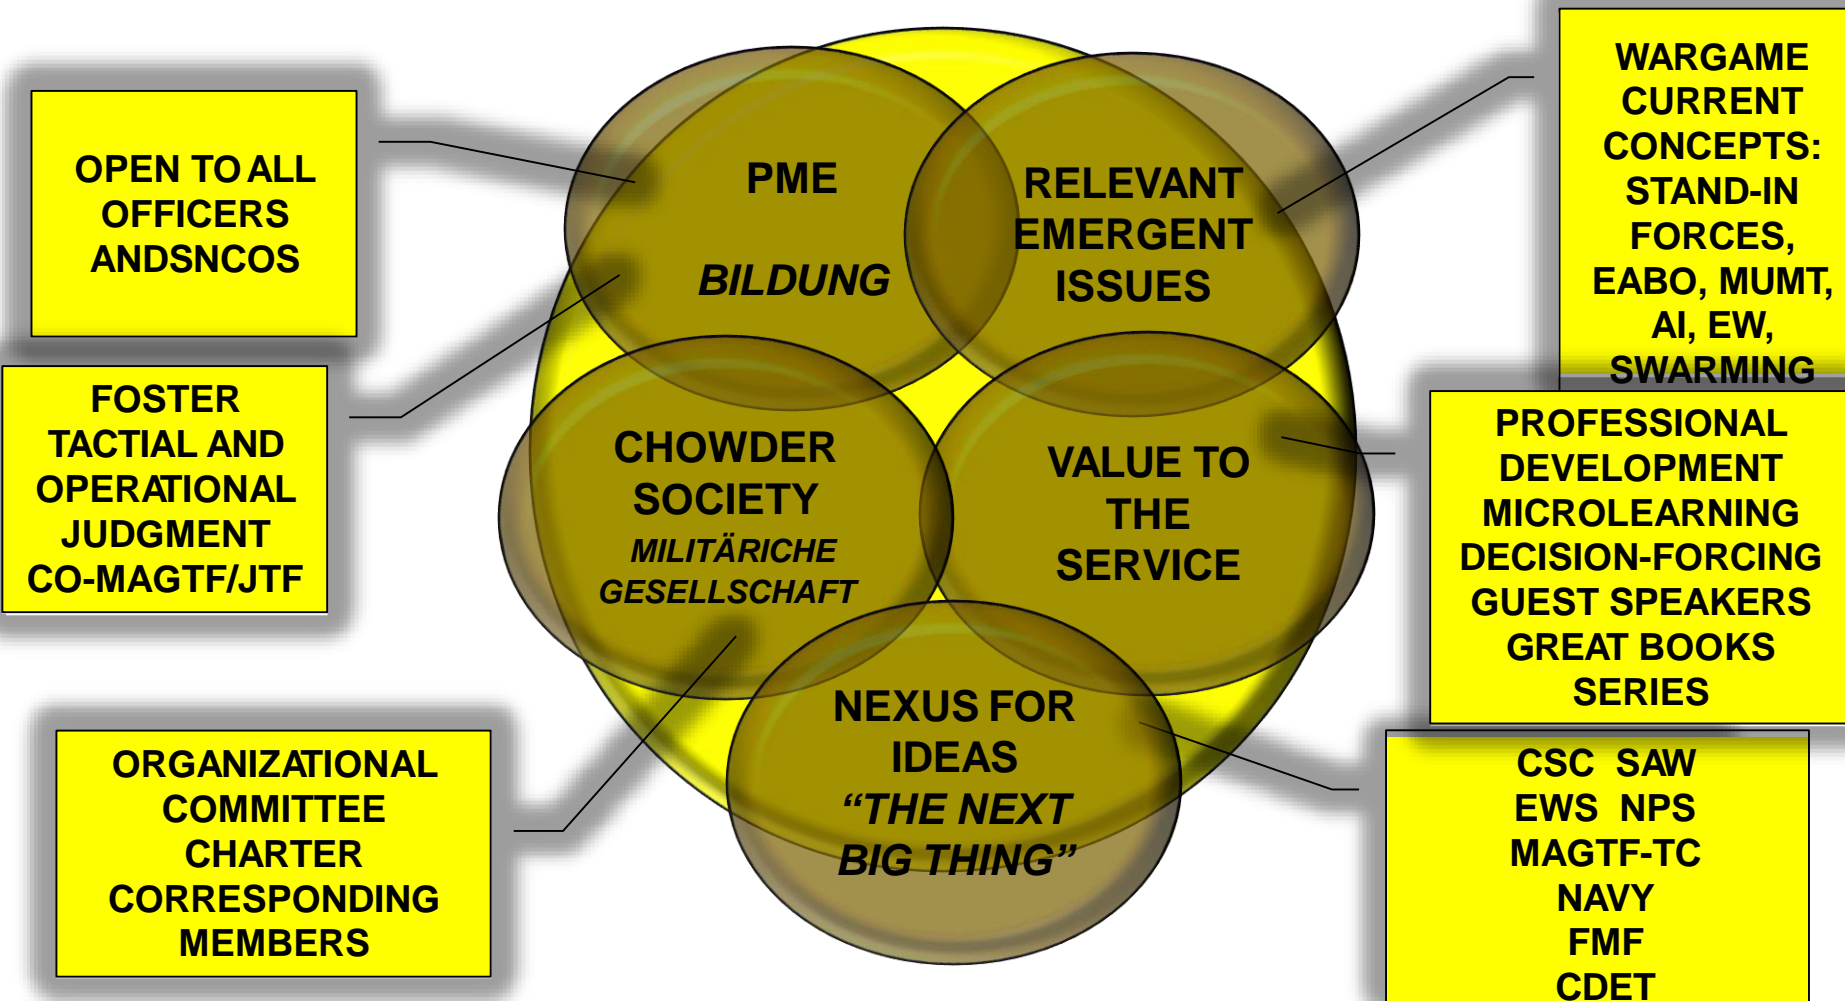 OPEN TO ALL
OFFICERS
ANDSNCOS
FOSTER
TACTIAL AND
OPERATIONAL
JUDGMENT
CO-MAGTF/JTF
ORGANIZATIONAL
COMMITTEE
CHARTER
CORRESPONDING
MEMBERS
PME
BILDUNG
RELEVANT
EMERGENT
ISSUES
CHOWDER
SOCIETY
MILITÄRICHE
GESELLSCHAFT
VALUE TO
THE
SERVICE
NEXUS FOR
IDEAS
“THE NEXT
BIG THING”
WARGAME
CURRENT
CONCEPTS:
STAND-IN
FORCES,
EABO, MUMT,
AI, EW,
SWARMING
PROFESSIONAL
DEVELOPMENT
MICROLEARNING
DECISION-FORCING
GUEST SPEAKERS
GREAT BOOKS
SERIES
CSC SAW
EWS NPS
MAGTF-TC
NAVY
FMF
CDET